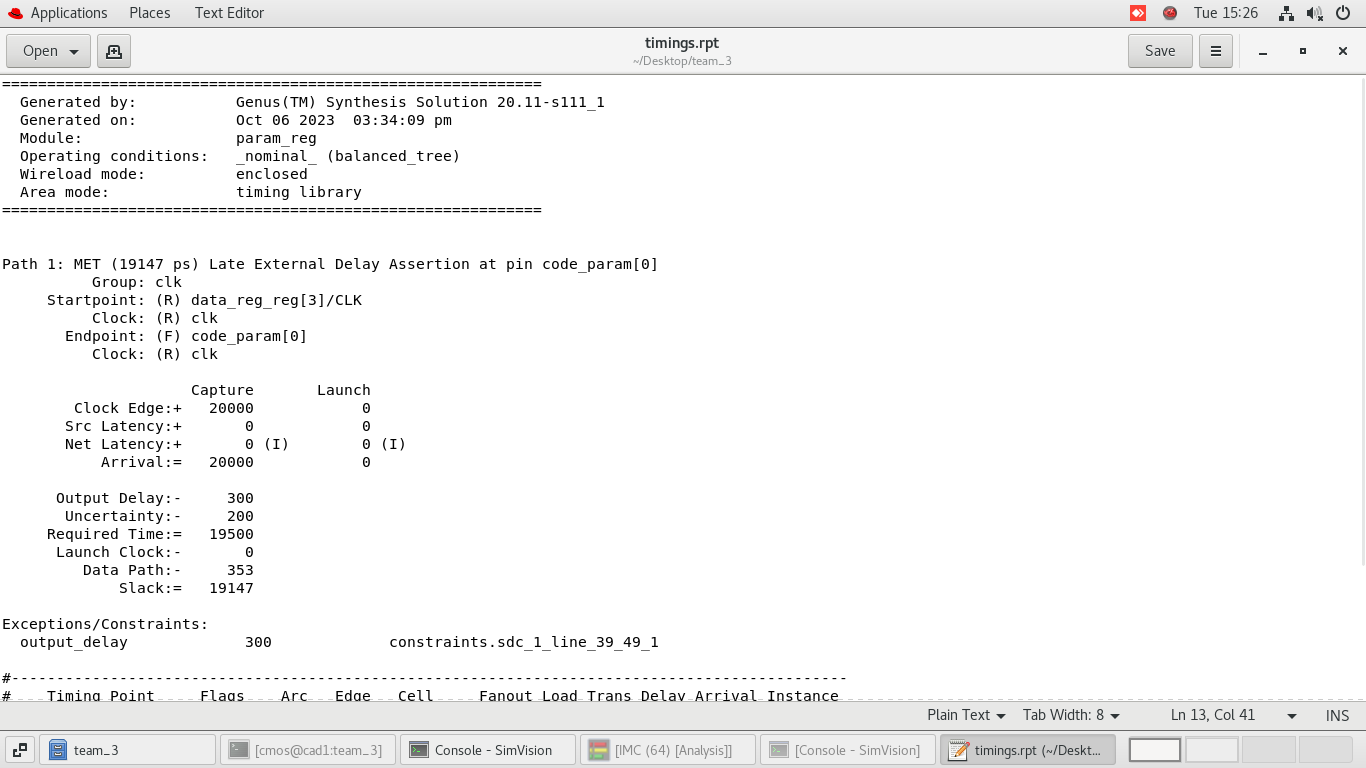 Applications Places Text Editor Tue 15:26
Open timings.rpt Save
~/Desktop/team_3
============================================================
  Generated by:           Genus(TM) Synthesis Solution 20.11-s111_1
  Generated on:           Oct 06 2023  03:34:09 pm
  Module:                 param_reg
  Operating conditions:   _nominal_ (balanced_tree)
  Wireload mode:          enclosed
  Area mode:              timing library
============================================================
Path 1: MET (19147 ps) Late External Delay Assertion at pin code_param[0]
          Group: clk
     Startpoint: (R) data_reg_reg[3]/CLK
          Clock: (R) clk
       Endpoint: (F) code_param[0]
          Clock: (R) clk
                     Capture       Launch
        Clock Edge:+   20000            0
       Src Latency:+       0            0
       Net Latency:+       0 (I)        0 (I)
           Arrival:=   20000            0
      Output Delay:-     300
       Uncertainty:-     200
     Required Time:=   19500
      Launch Clock:-       0
         Data Path:-     353
             Slack:=   19147
Exceptions/Constraints:
  output_delay             300             constraints.sdc_1_line_39_49_1
#---------------------------------------------------------------------------------------------
#    Timing Point     Flags    Arc   Edge   Cell     Fanout Load Trans Delay Arrival Instance
Plain Text Tab Width: 8 Ln 13, Col 41 INS
team_3 [cmos@cad1:team_3] Console - SimVision [IMC (64) [Analysis]] [Console - SimVision] timings.rpt (~/Deskt...